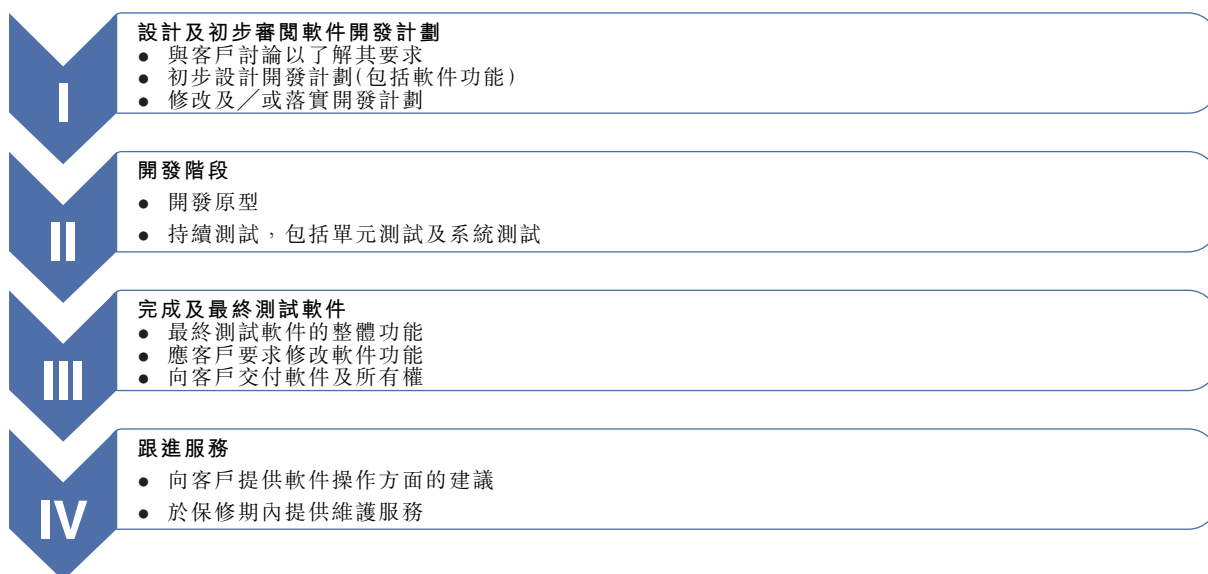 I
設計及初步審閱軟件開發計劃
● 與客戶討論以了解其要求
● 初步設計開發計劃(包括軟件功能)
● 修改及／或落實開發計劃
II
開發階段
● 開發原型
● 持續測試，包括單元測試及系統測試
III
完成及最終測試軟件
● 最終測試軟件的整體功能
● 應客戶要求修改軟件功能
● 向客戶交付軟件及所有權
IV
跟進服務
● 向客戶提供軟件操作方面的建議
● 於保修期內提供維護服務